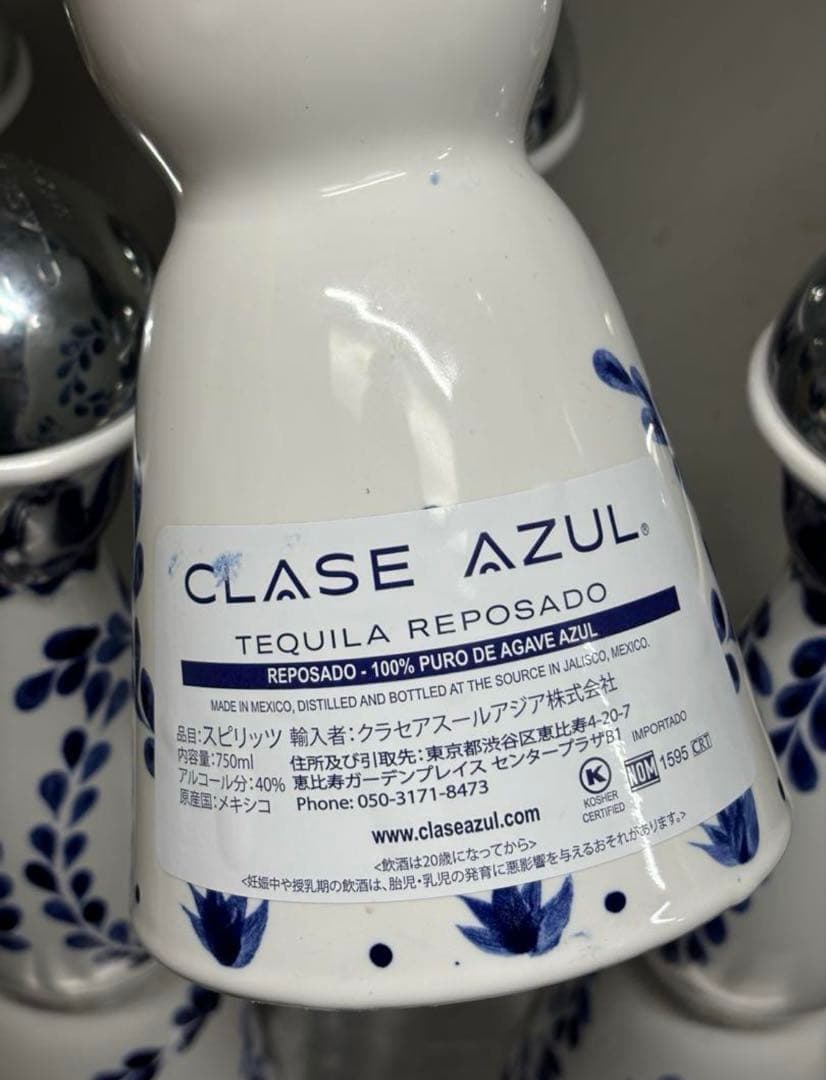 CLASE AZUL®
TEQUILA REPOSADO
REPOSADO - 100% PURO DE AGAVE AZUL
MADE IN MEXICO, DISTILLED AND BOTTLED AT THE SOURCE IN JALISCO, MEXICO.
品目:スピリッツ 輸入者:クラセアスールアジア株式会社
内容量:750ml 住所及び引取先:東京都渋谷区恵比寿4-20-7
アルコール分:40% 恵比寿ガーデンプレイス センタープラザB1
原産国:メキシコ Phone: 050-3171-8473
IMPORTADO
K NOM 1595 CRT
KOSHER
CERTIFIED
www.claseazul.com
<飲酒は20歳になってから>
<妊娠中や授乳期の飲酒は、胎児・乳児の発育に悪影響を与えるおそれがあります。>